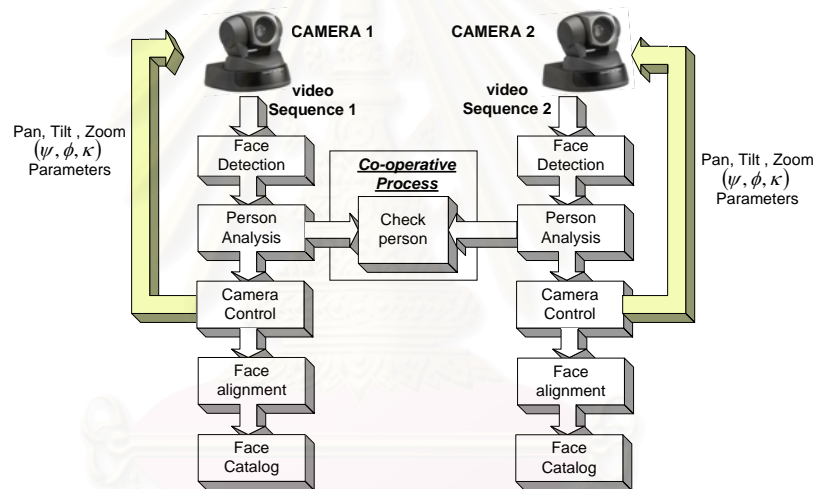 CAMERA 1
CAMERA 2
video
Sequence 1
video
Sequence 2
Pan, Tilt , Zoom
(ψ, ϕ, κ)
Parameters
Face
Detection
Person
Analysis
Camera
Control
Face
alignment
Face
Catalog
Co-operative
Process
Check
person
Face
Detection
Person
Analysis
Camera
Control
Face
alignment
Face
Catalog
Pan, Tilt , Zoom
(ψ, ϕ, κ)
Parameters